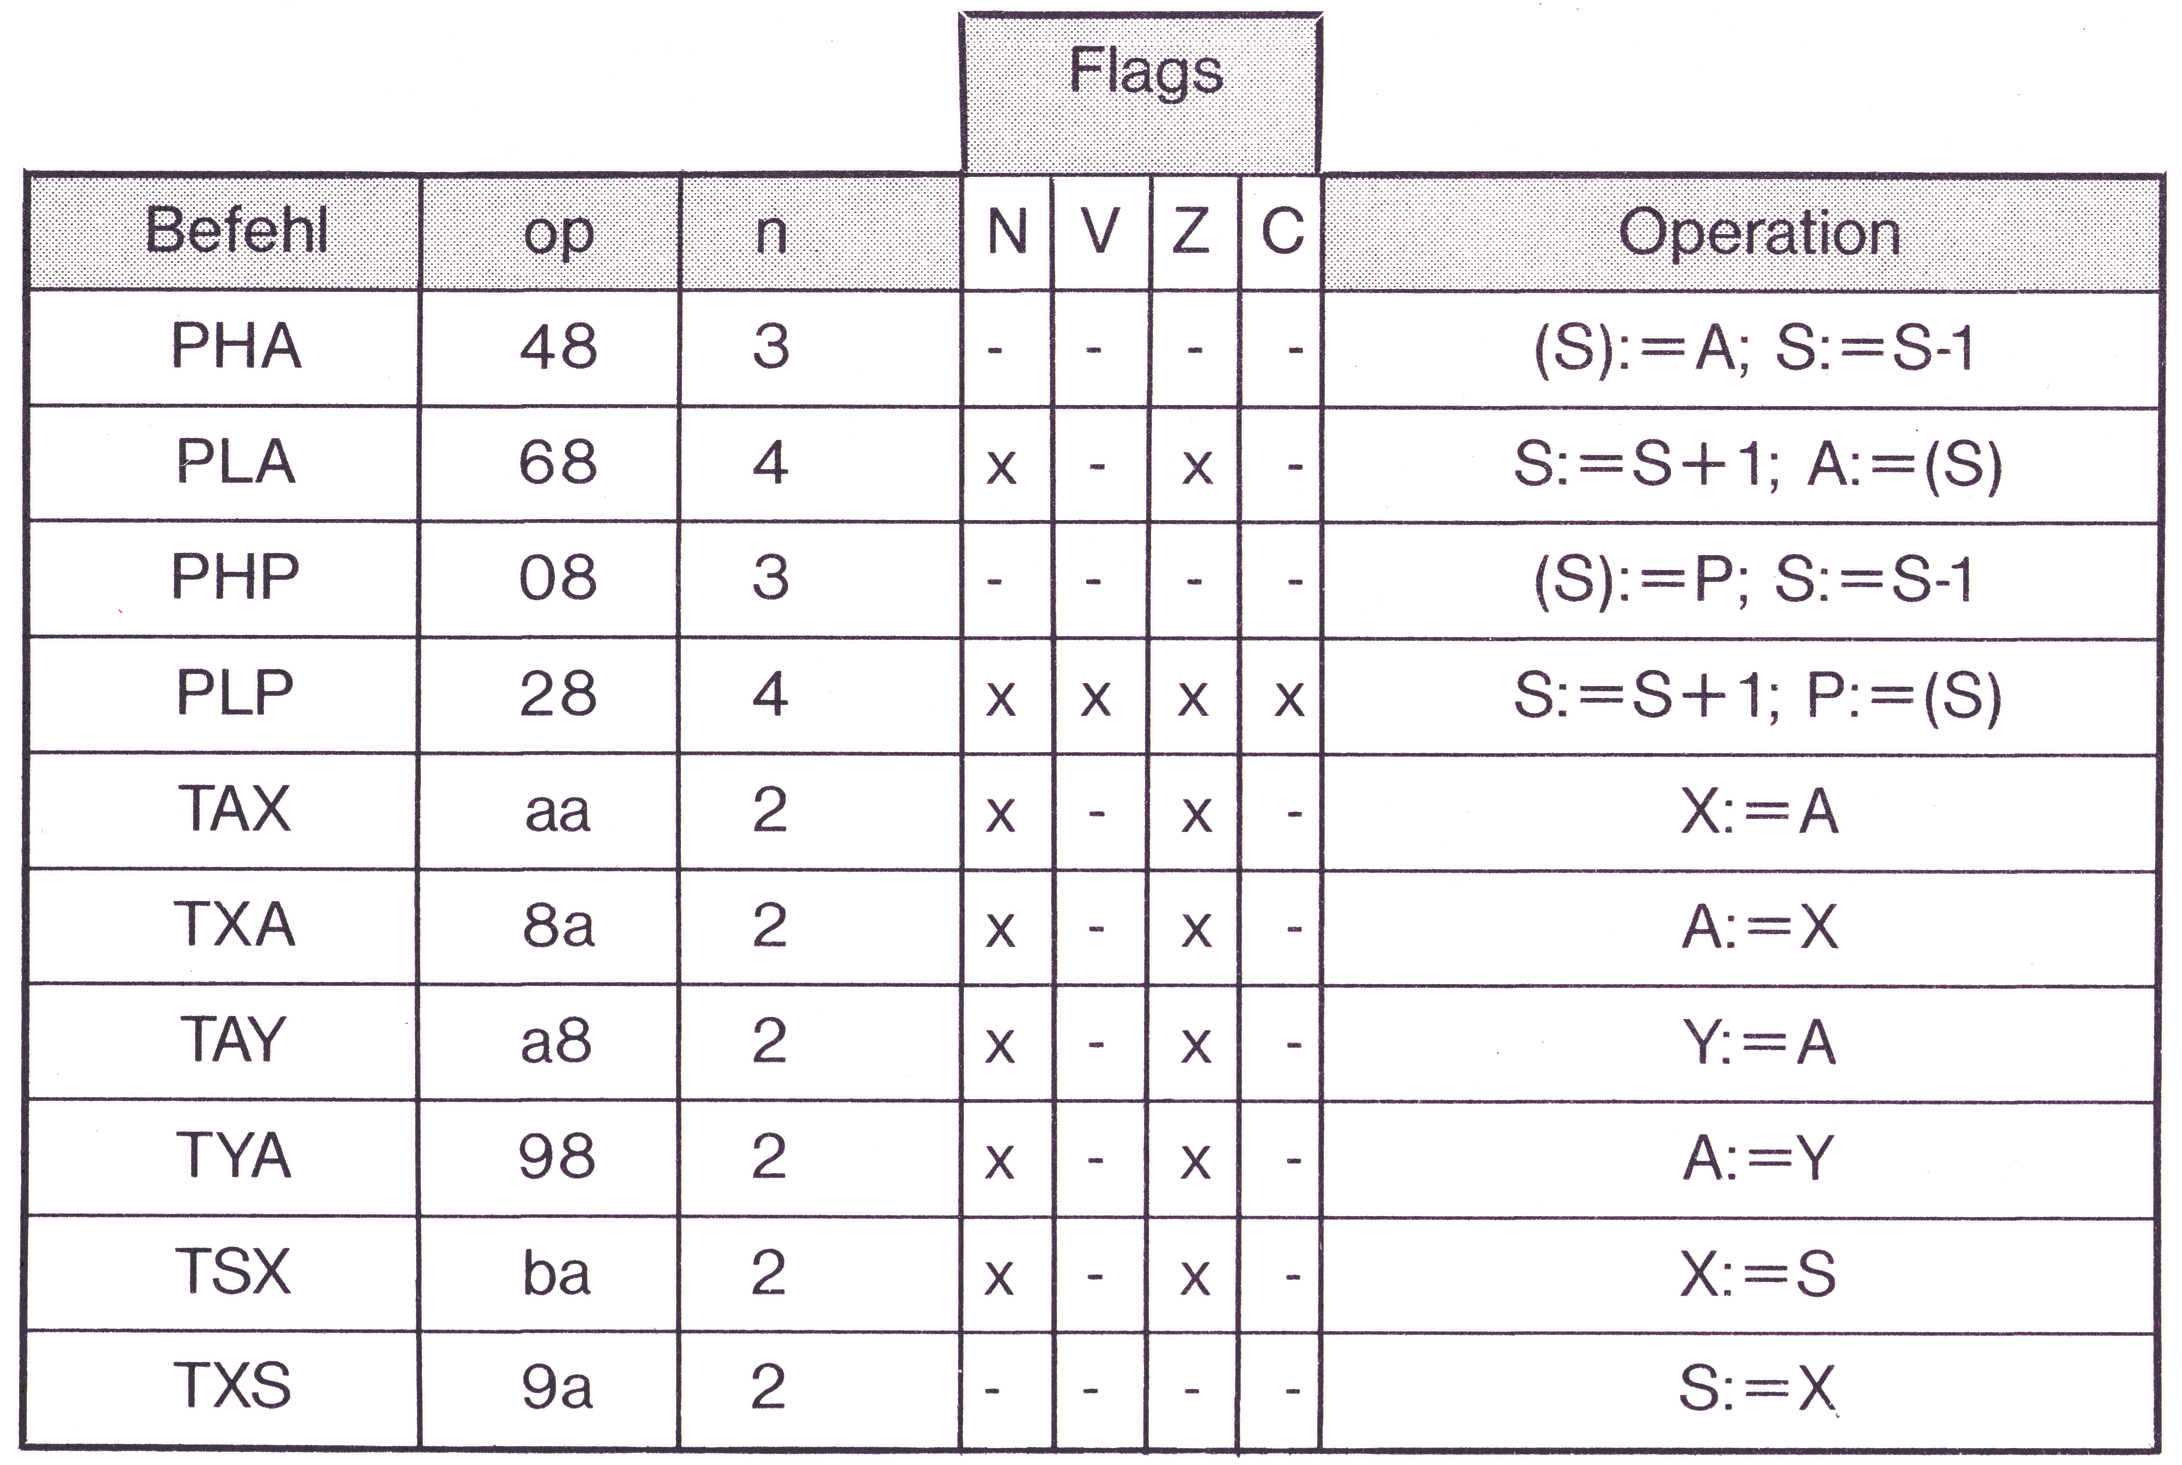 Flags
Befehl op n N V Z C Operation
PHA 48 3 - - - - (S):=A; S:=S-1
PLA 68 4 x - x - S:=S+1; A:=(S)
PHP 08 3 - - - - (S):=P; S:=S-1
PLP 28 4 x x x x S:=S+1; P:=(S)
TAX aa 2 x - x - X:=A
TXA 8a 2 x - x - A:=X
TAY a8 2 x - x - Y:=A
TYA 98 2 x - x - A:=Y
TSX ba 2 x - x - X:=S
TXS 9a 2 - - - - S:=X